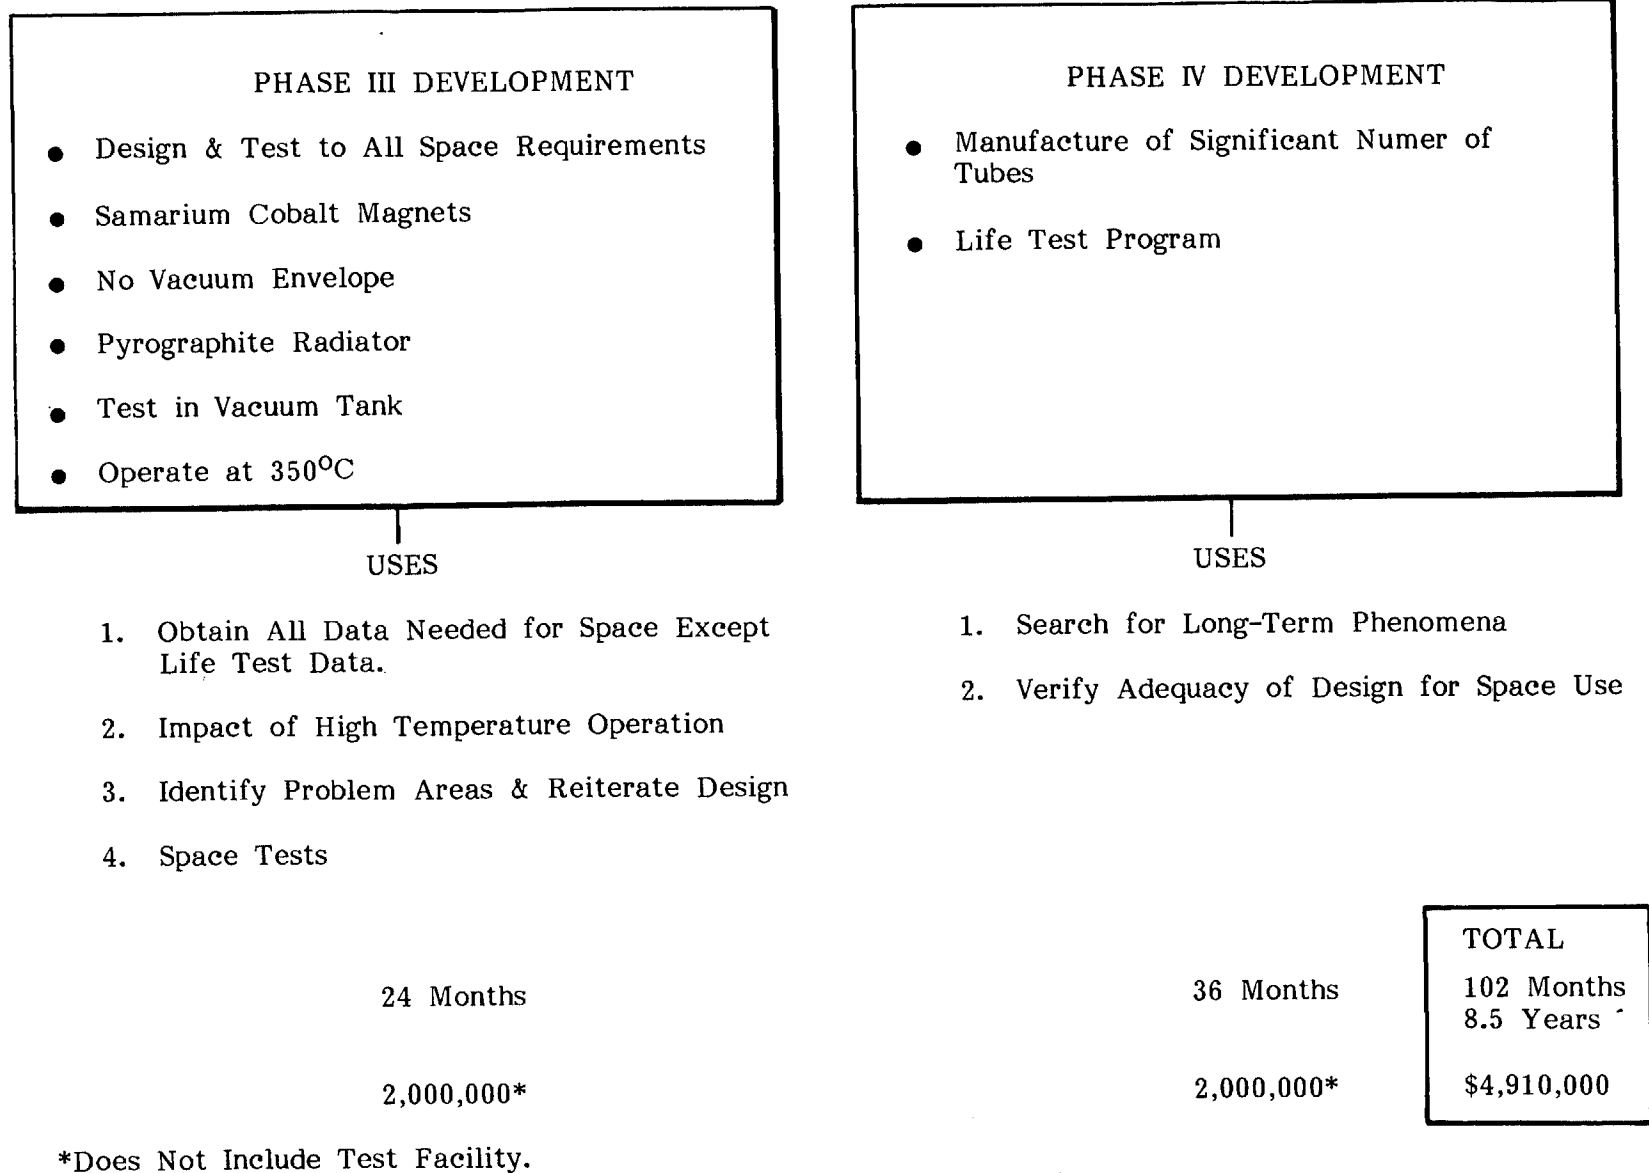 PHASE III DEVELOPMENT
● Design & Test to All Space Requirements
● Samarium Cobalt Magnets
● No Vacuum Envelope
● Pyrographite Radiator
● Test in Vacuum Tank
● Operate at 350°C
USES
1. Obtain All Data Needed for Space Except
Life Test Data.
2. Impact of High Temperature Operation
3. Identify Problem Areas & Reiterate Design
4. Space Tests
24 Months
2,000,000*
*Does Not Include Test Facility.
PHASE IV DEVELOPMENT
● Manufacture of Significant Numer of
Tubes
● Life Test Program
USES
1. Search for Long-Term Phenomena
2. Verify Adequacy of Design for Space Use
36 Months
2,000,000*
TOTAL
102 Months
8.5 Years
$4,910,000